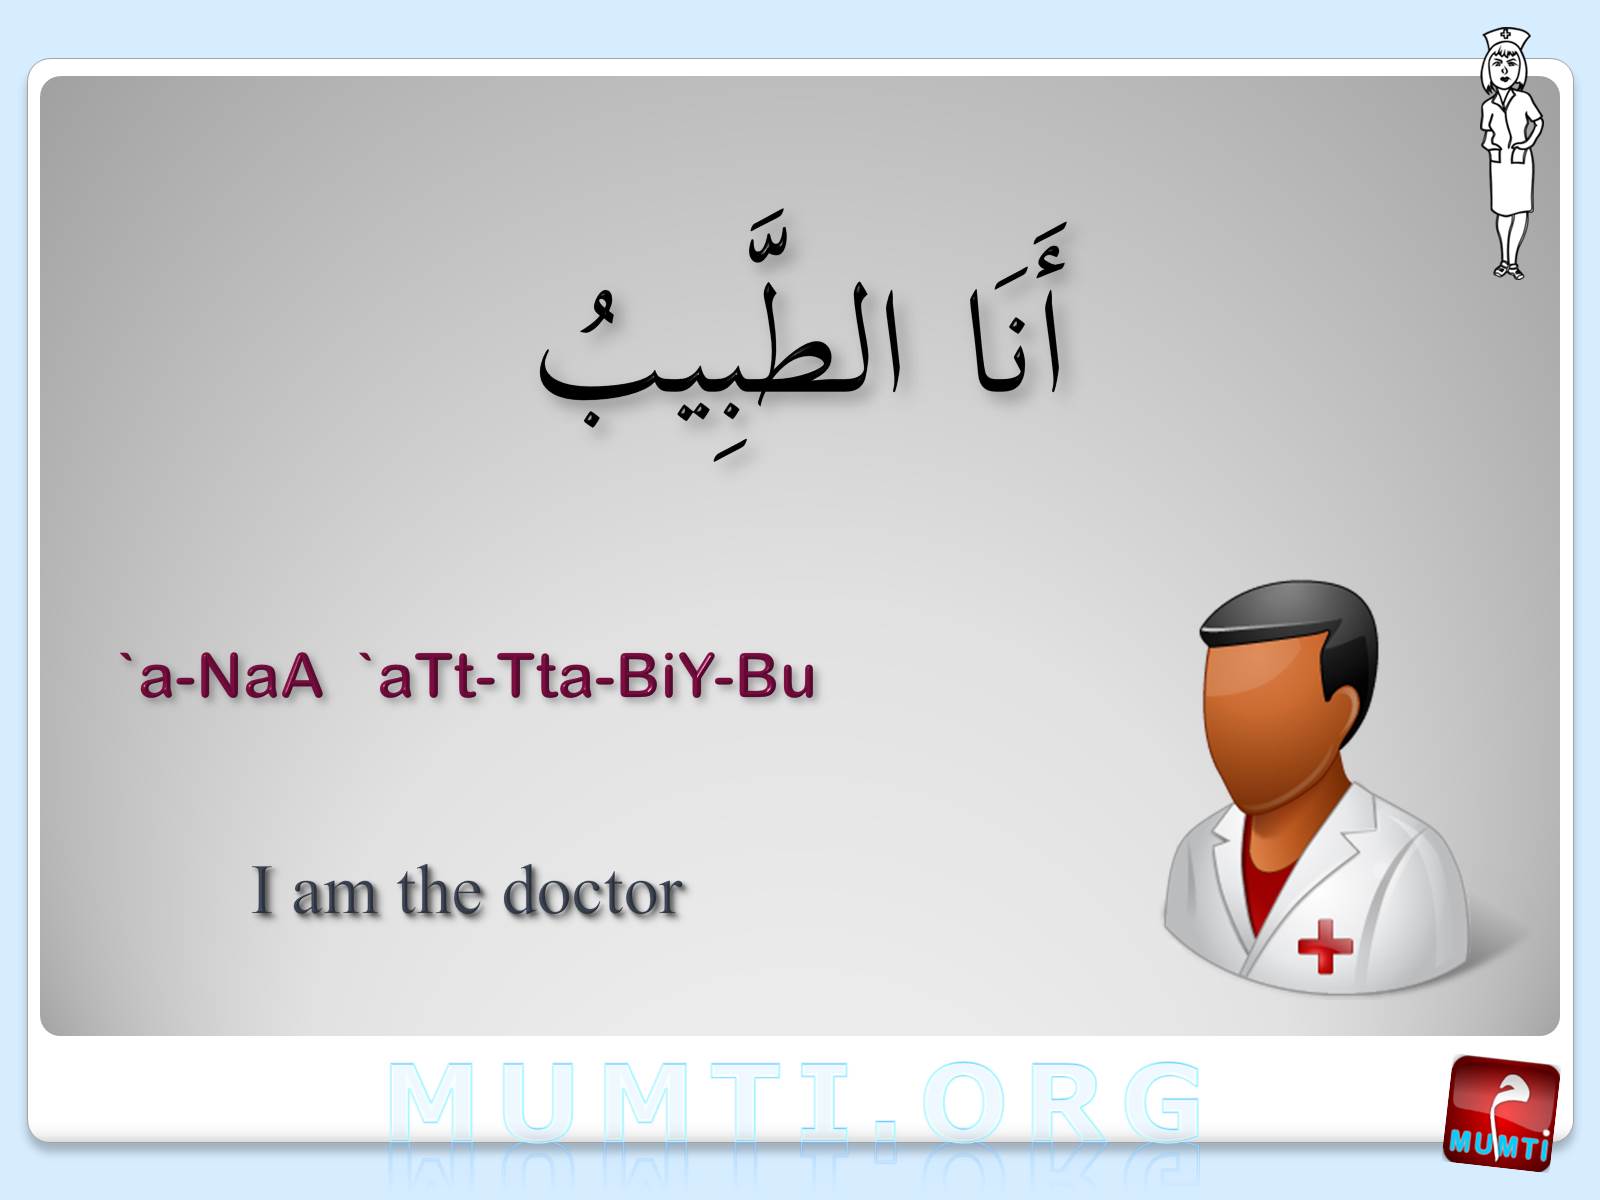 أَنَا الطَّبِيبُ
`a-NaA `aTt-Tta-BiY-Bu
I am the doctor
MUMTI.ORG
م
MUMTi